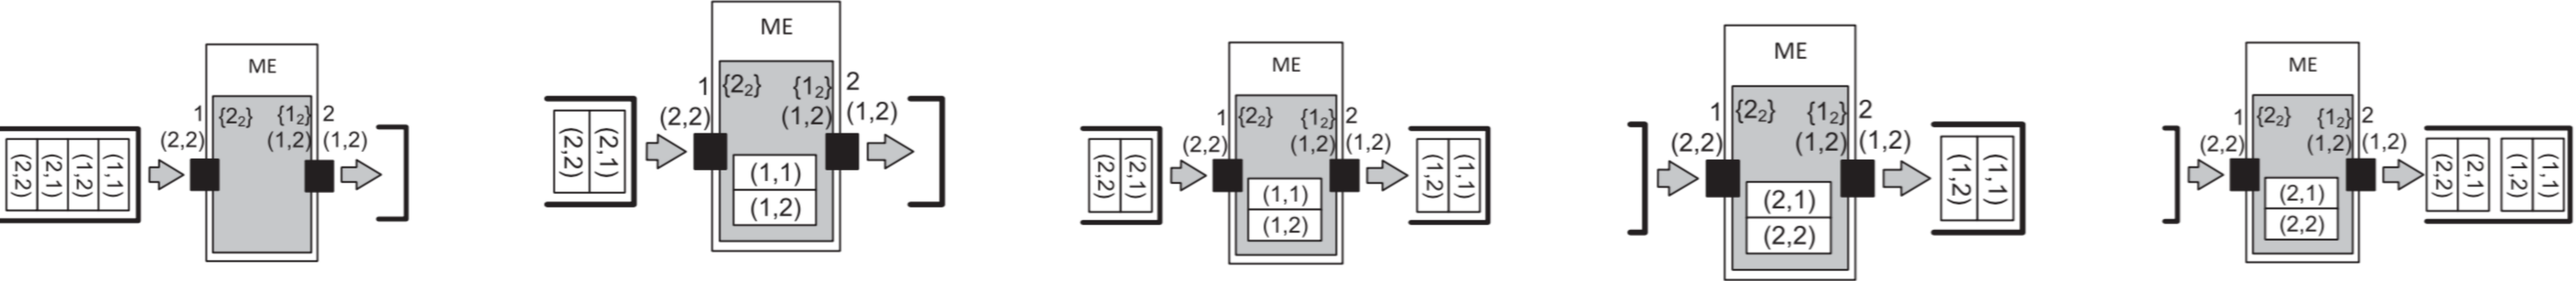 ME
1 {2₂} {1₂} 2
(2,2) (1,2) (1,2)
(2,2) (2,1) (1,2) (1,1)
ME
1 {2₂} {1₂} 2
(2,2) (1,2) (1,2)
(2,2) (2,1)
(1,1)
(1,2)
ME
1 {2₂} {1₂} 2
(2,2) (1,2) (1,2)
(2,2) (2,1)
(1,1)
(1,2)
(1,2) (1,1)
ME
1 {2₂} {1₂} 2
(2,2) (1,2) (1,2)
(2,1)
(2,2)
(1,2) (1,1)
ME
1 {2₂} {1₂} 2
(2,2) (1,2) (1,2)
(2,1)
(2,2)
(2,2) (2,1) (1,2) (1,1)